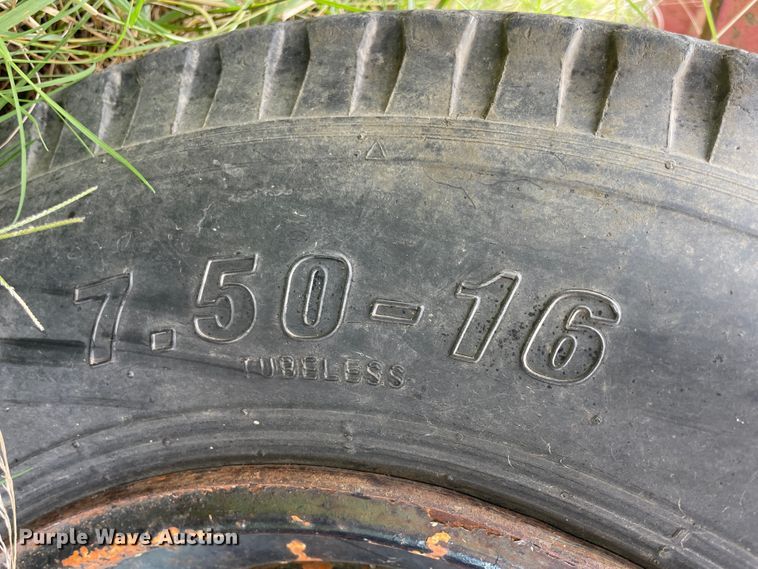 7.50-16
TUBELESS
Purple Wave Auction